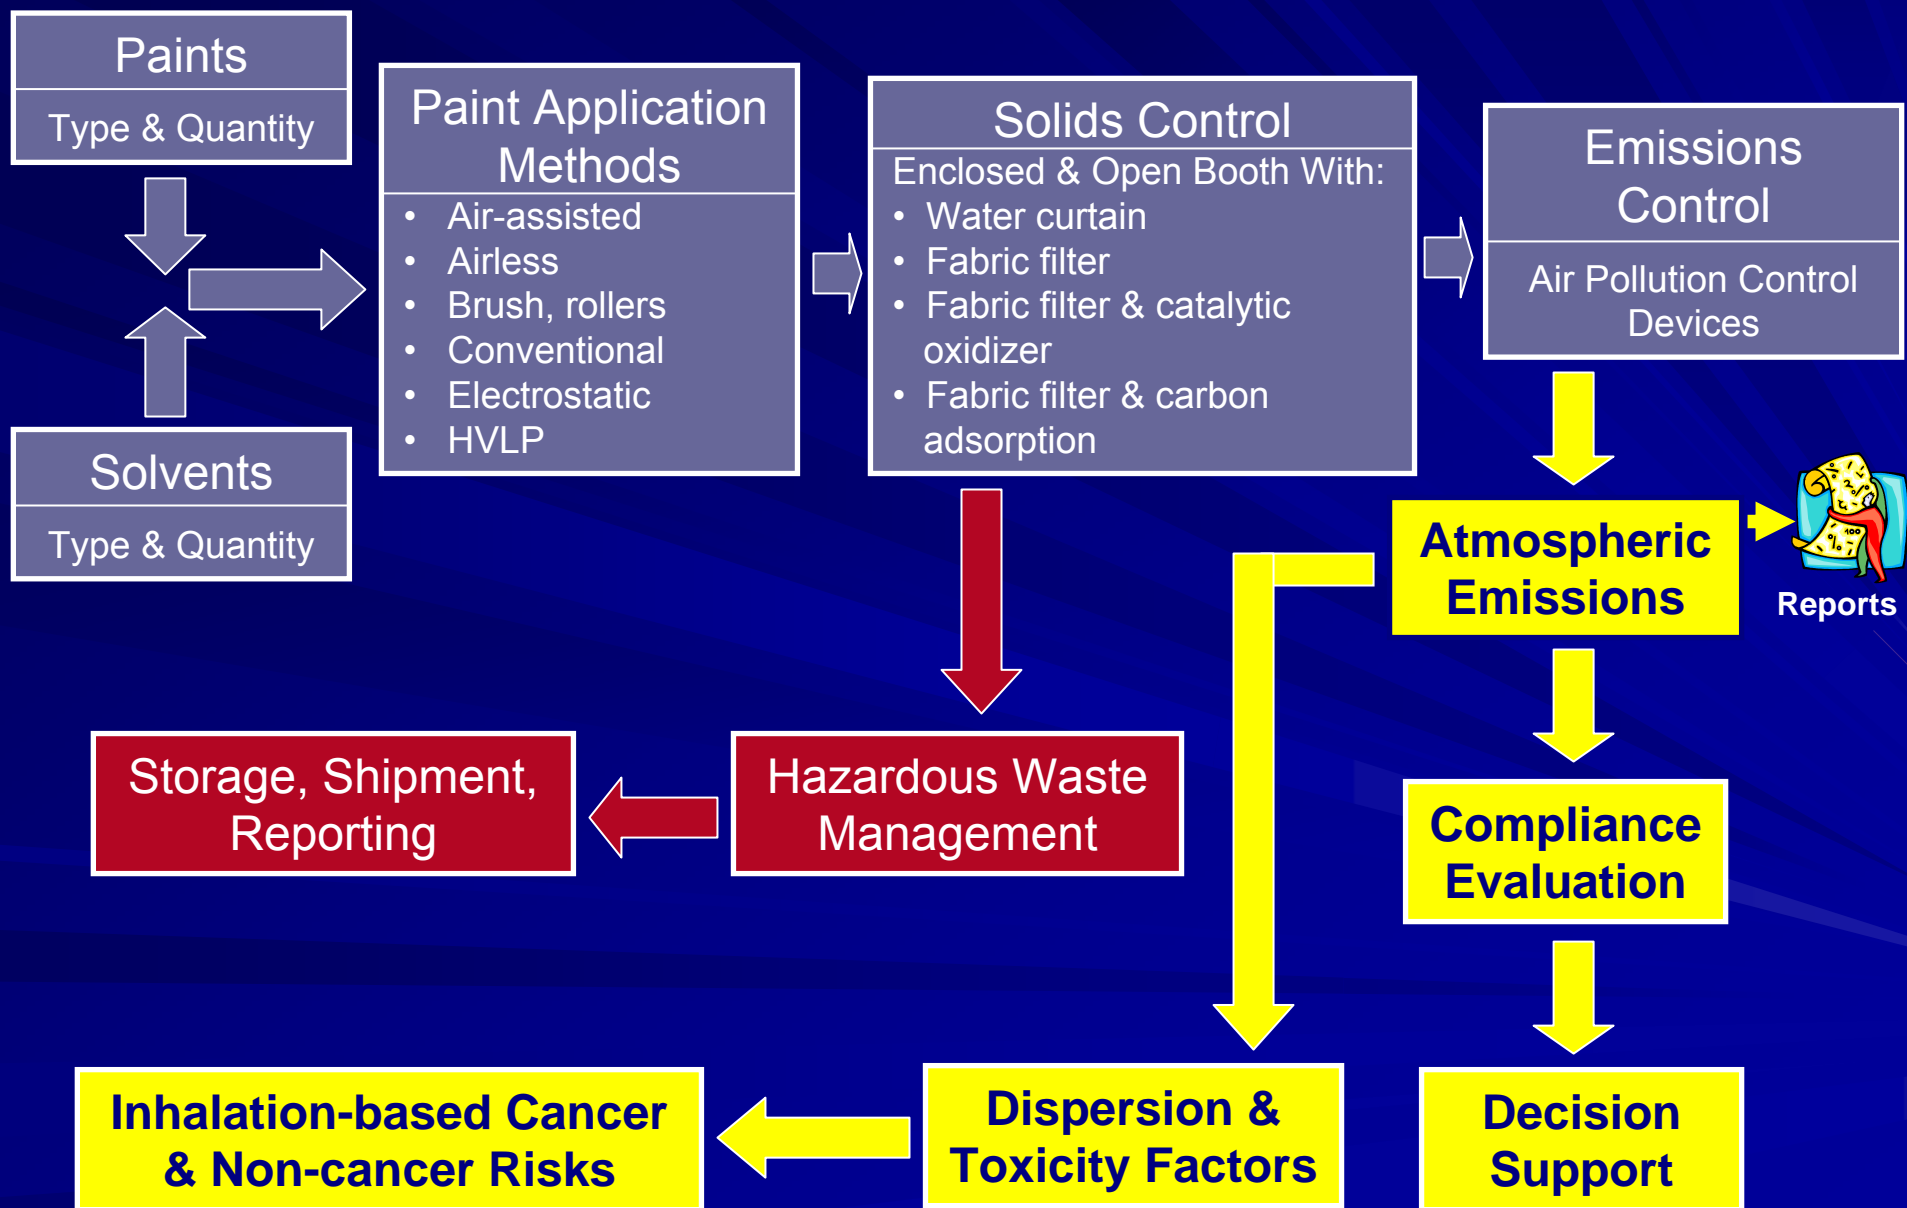 Paints
Type & Quantity
Solvents
Type & Quantity
Paint Application
Methods
• Air-assisted
• Airless
• Brush, rollers
• Conventional
• Electrostatic
• HVLP
Solids Control
Enclosed & Open Booth With:
• Water curtain
• Fabric filter
• Fabric filter & catalytic
oxidizer
• Fabric filter & carbon
adsorption
Emissions
Control
Air Pollution Control
Devices
Atmospheric
Emissions
Reports
Storage, Shipment,
Reporting
Hazardous Waste
Management
Compliance
Evaluation
Inhalation-based Cancer
& Non-cancer Risks
Dispersion &
Toxicity Factors
Decision
Support